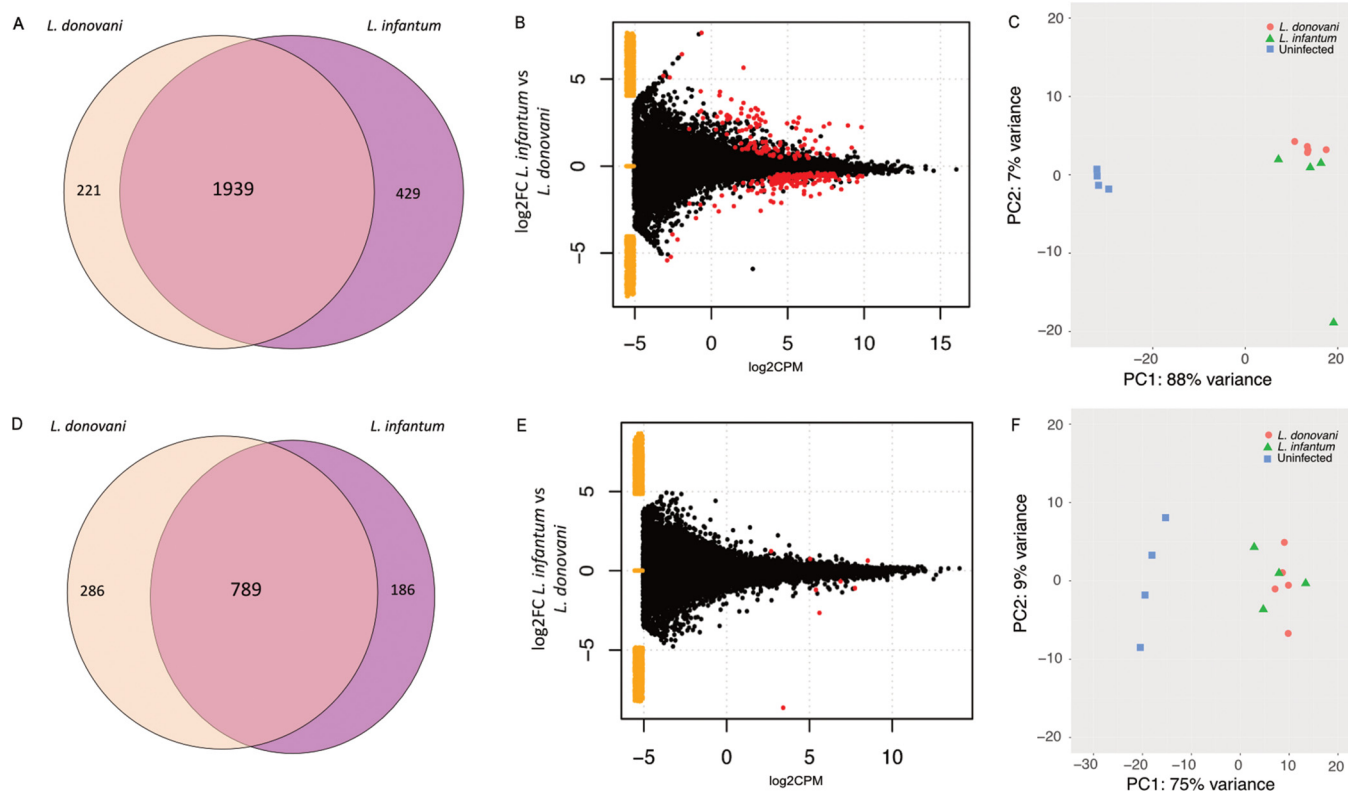 A
L. donovani
L. infantum
221
1939
429
B
log2FC L. infantum vs
L. donovani
5
0
−5
−5
0
5
10
15
log2CPM
C
L. donovani
L. infantum
Uninfected
PC2: 7% variance
20
10
0
−10
−20
−20
0
20
PC1: 88% variance
D
L. donovani
L. infantum
286
789
186
E
log2FC L. infantum vs
L. donovani
5
0
−5
−5
0
5
10
log2CPM
F
L. donovani
L. infantum
Uninfected
PC2: 9% variance
20
10
0
−10
−20
−30
−20
−10
0
10
20
PC1: 75% variance